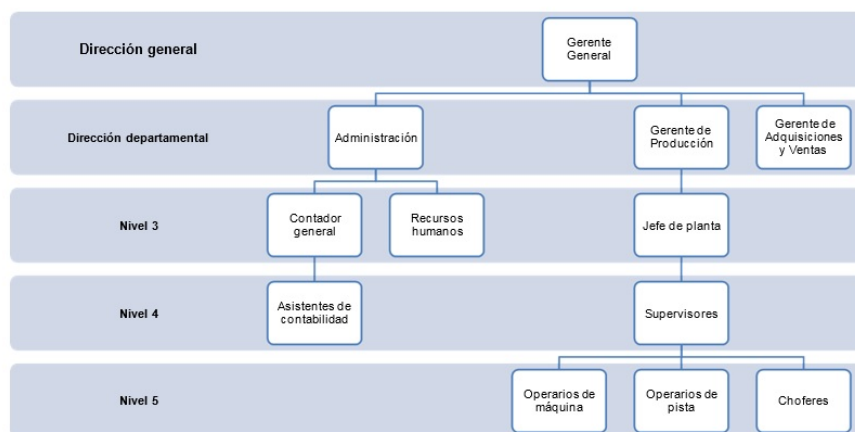 Dirección general
Gerente
General
Dirección departamental
Administración
Gerente de
Producción
Gerente de
Adquisiciones
y Ventas
Nivel 3
Contador
general
Recursos
humanos
Jefe de planta
Nivel 4
Asistentes de
contabilidad
Supervisores
Nivel 5
Operarios de
máquina
Operarios de
pista
Choferes